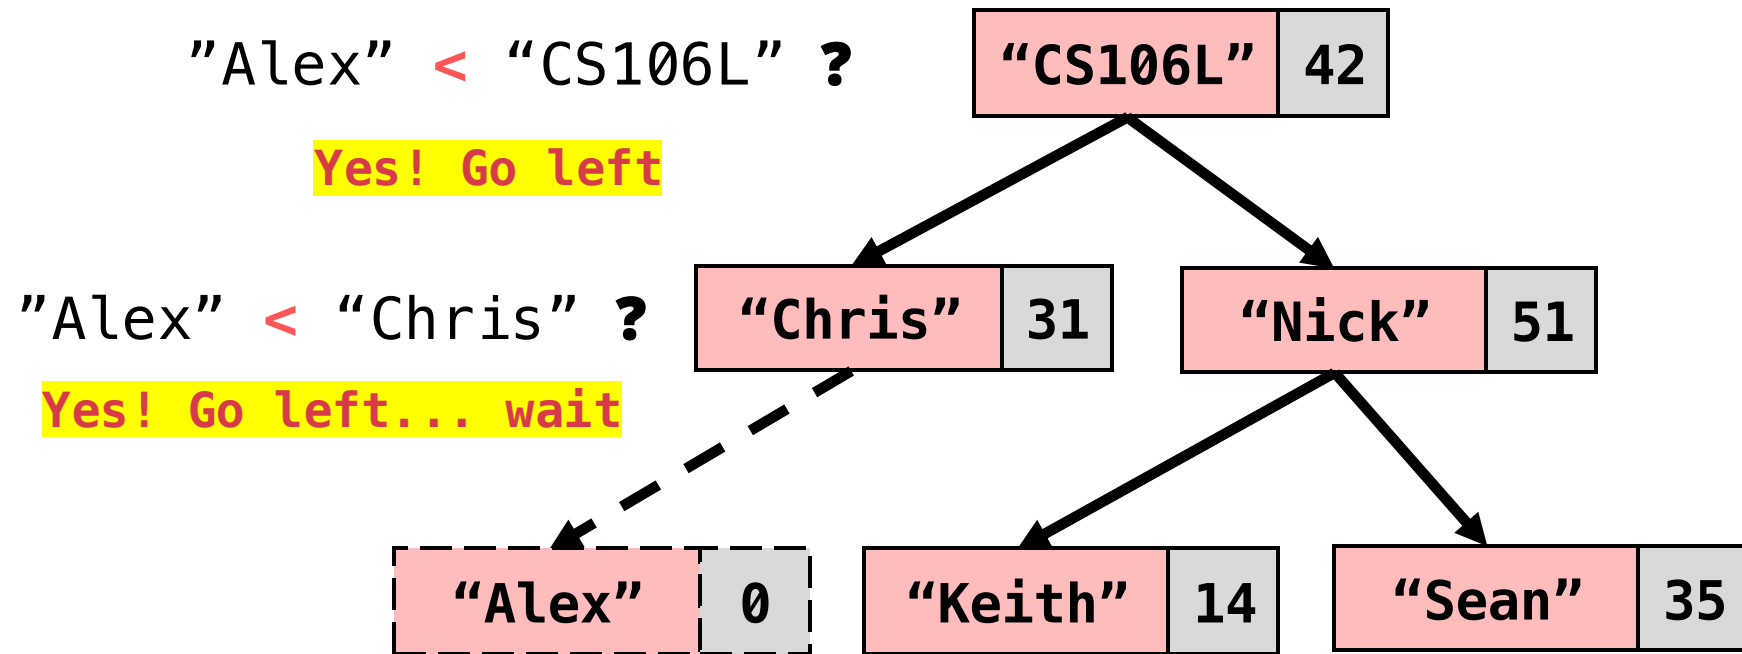 ”Alex” < “CS106L” ?
“CS106L” 42
Yes! Go left
”Alex” < “Chris” ?
“Chris” 31
“Nick” 51
Yes! Go left... wait
“Alex” 0
“Keith” 14
“Sean” 35